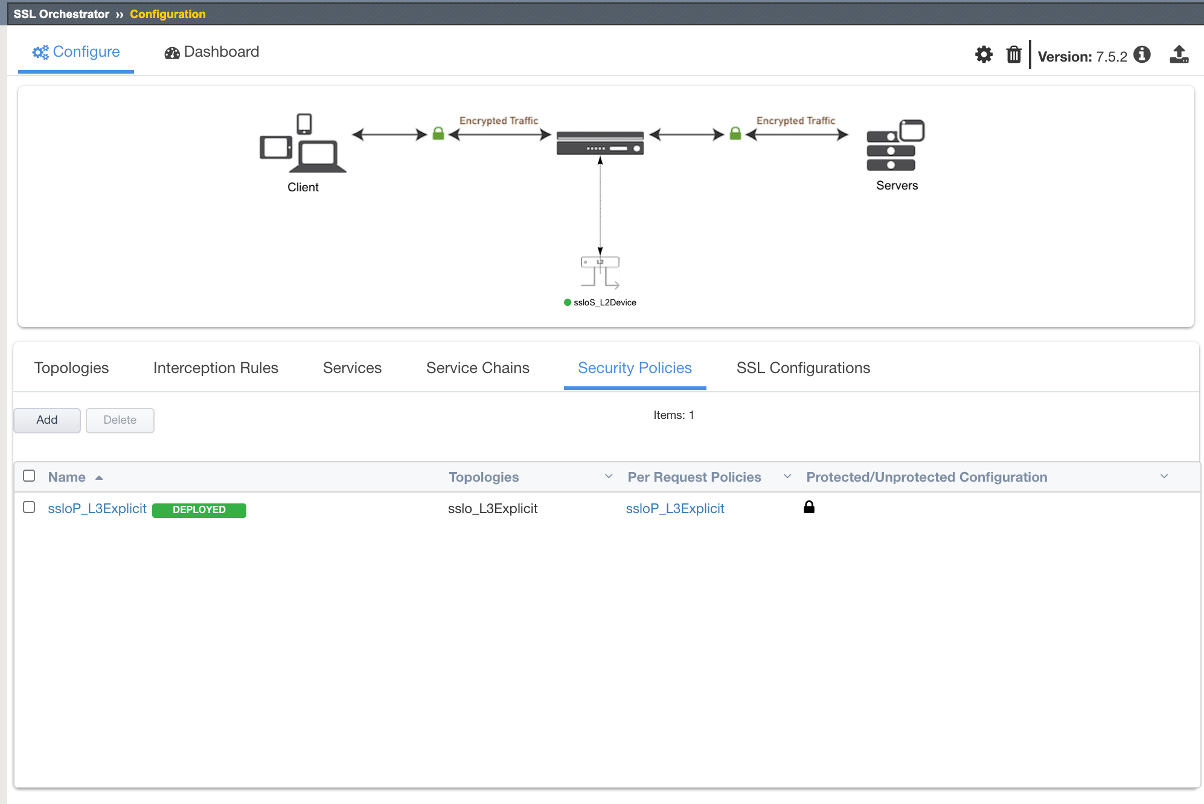 SSL Orchestrator ›› Configuration
Configure Dashboard Version: 7.5.2
Encrypted Traffic Encrypted Traffic
Client Servers
L2
ssloS_L2Device
Topologies Interception Rules Services Service Chains Security Policies SSL Configurations
Add Delete Items: 1
Name Topologies Per Request Policies Protected/Unprotected Configuration
ssloP_L3Explicit DEPLOYED sslo_L3Explicit ssloP_L3Explicit